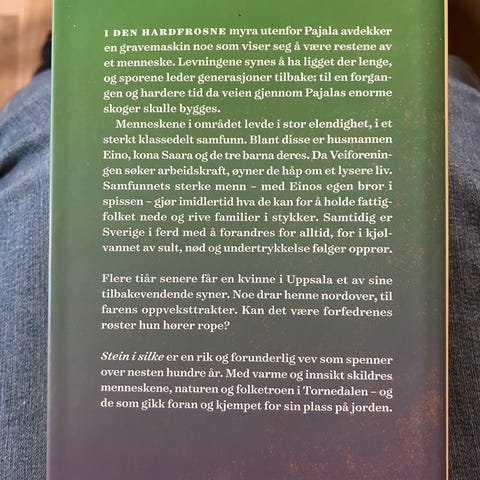 I DEN HARDFROSNE myra utenfor Pajala avdekker
en gravemaskin noe som viser seg å være restene av
et menneske. Levningene synes å ha ligget der lenge,
og sporene leder generasjoner tilbake: til en forgan-
gen og hardere tid da veien gjennom Pajalas enorme
skoger skulle bygges.
Menneskene i området levde i stor elendighet, i et
sterkt klassedelt samfunn. Blant disse er husmannen
Eino, kona Saara og de tre barna deres. Da Veiforenin-
gen søker arbeidskraft, øyner de håp om et lysere liv.
Samfunnets sterke menn – med Einos egen bror i
spissen – gjør imidlertid hva de kan for å holde fattig-
folket nede og rive familier i stykker. Samtidig er
Sverige i ferd med å forandres for alltid, for i kjøl-
vannet av sult, nød og undertrykkelse følger opprør.
Flere tiår senere får en kvinne i Uppsala et av sine
tilbakevendende syner. Noe drar henne nordover, til
farens oppveksttrakter. Kan det være forfedrenes
røster hun hører rope?
Stein i silke er en rik og forunderlig vev som spenner
over nesten hundre år. Med varme og innsikt skildres
menneskene, naturen og folketroen i Tornedalen – og
de som gikk foran og kjempet for sin plass på jorden.